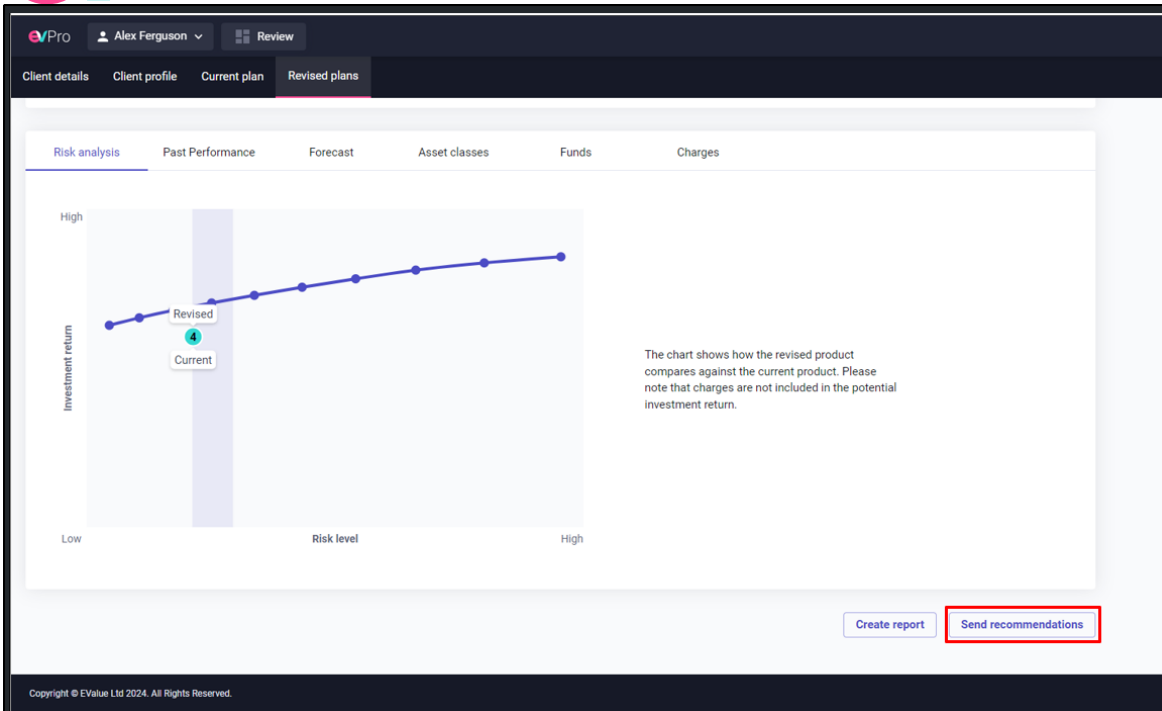 eVPro
Alex Ferguson
Review
Client details
Client profile
Current plan
Revised plans
Risk analysis
Past Performance
Forecast
Asset classes
Funds
Charges
High
Investment return
Revised
4
Current
Low
Risk level
High
The chart shows how the revised product
compares against the current product. Please
note that charges are not included in the potential
investment return.
Create report
Send recommendations
Copyright © EValue Ltd 2024. All Rights Reserved.